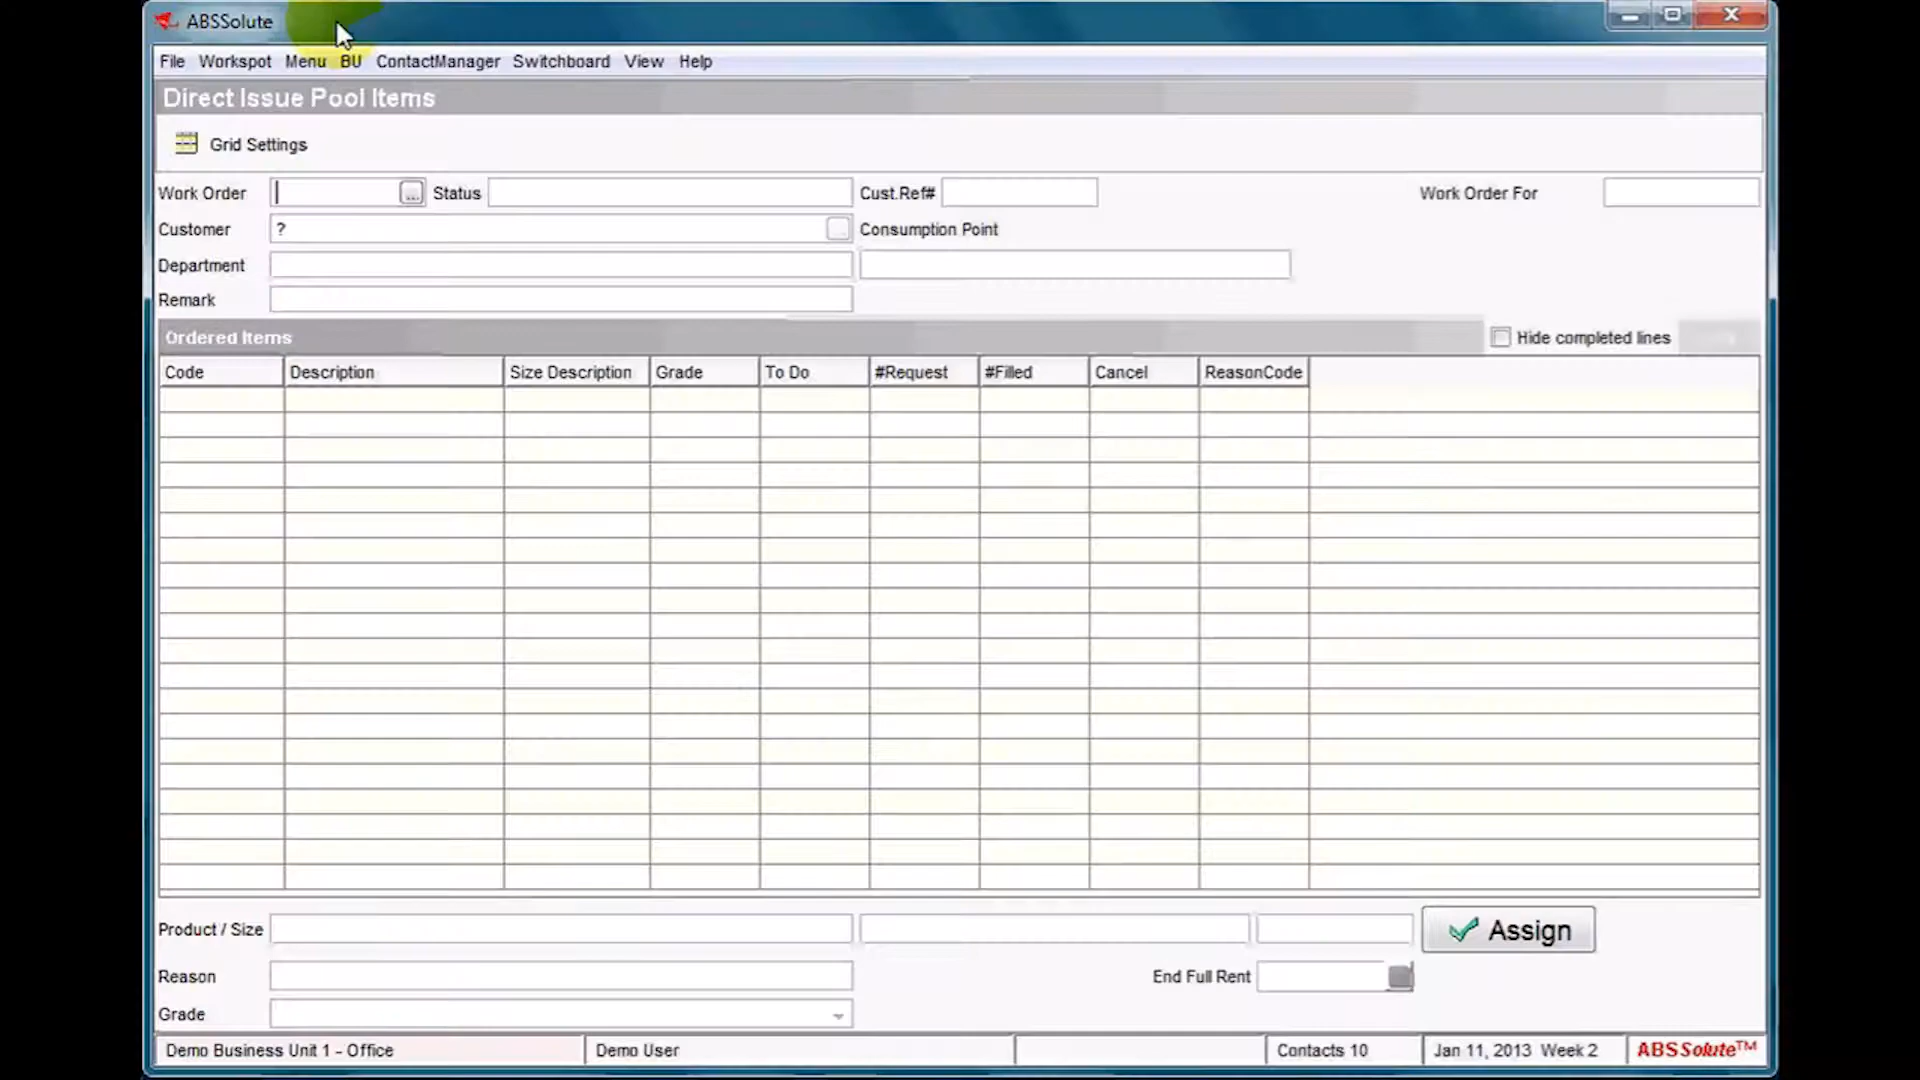 ABSSolute
File Workspot Menu BU ContactManager Switchboard View Help
Direct Issue Pool Items
Grid Settings
Work Order ... Status Cust.Ref# Work Order For
Customer ? Consumption Point
Department
Remark
Ordered Items Hide completed lines
Code Description Size Description Grade To Do #Request #Filled Cancel ReasonCode
Product / Size Assign
Reason End Full Rent
Grade
Demo Business Unit 1 - Office Demo User Contacts 10 Jan 11, 2013 Week 2 ABSSolute™